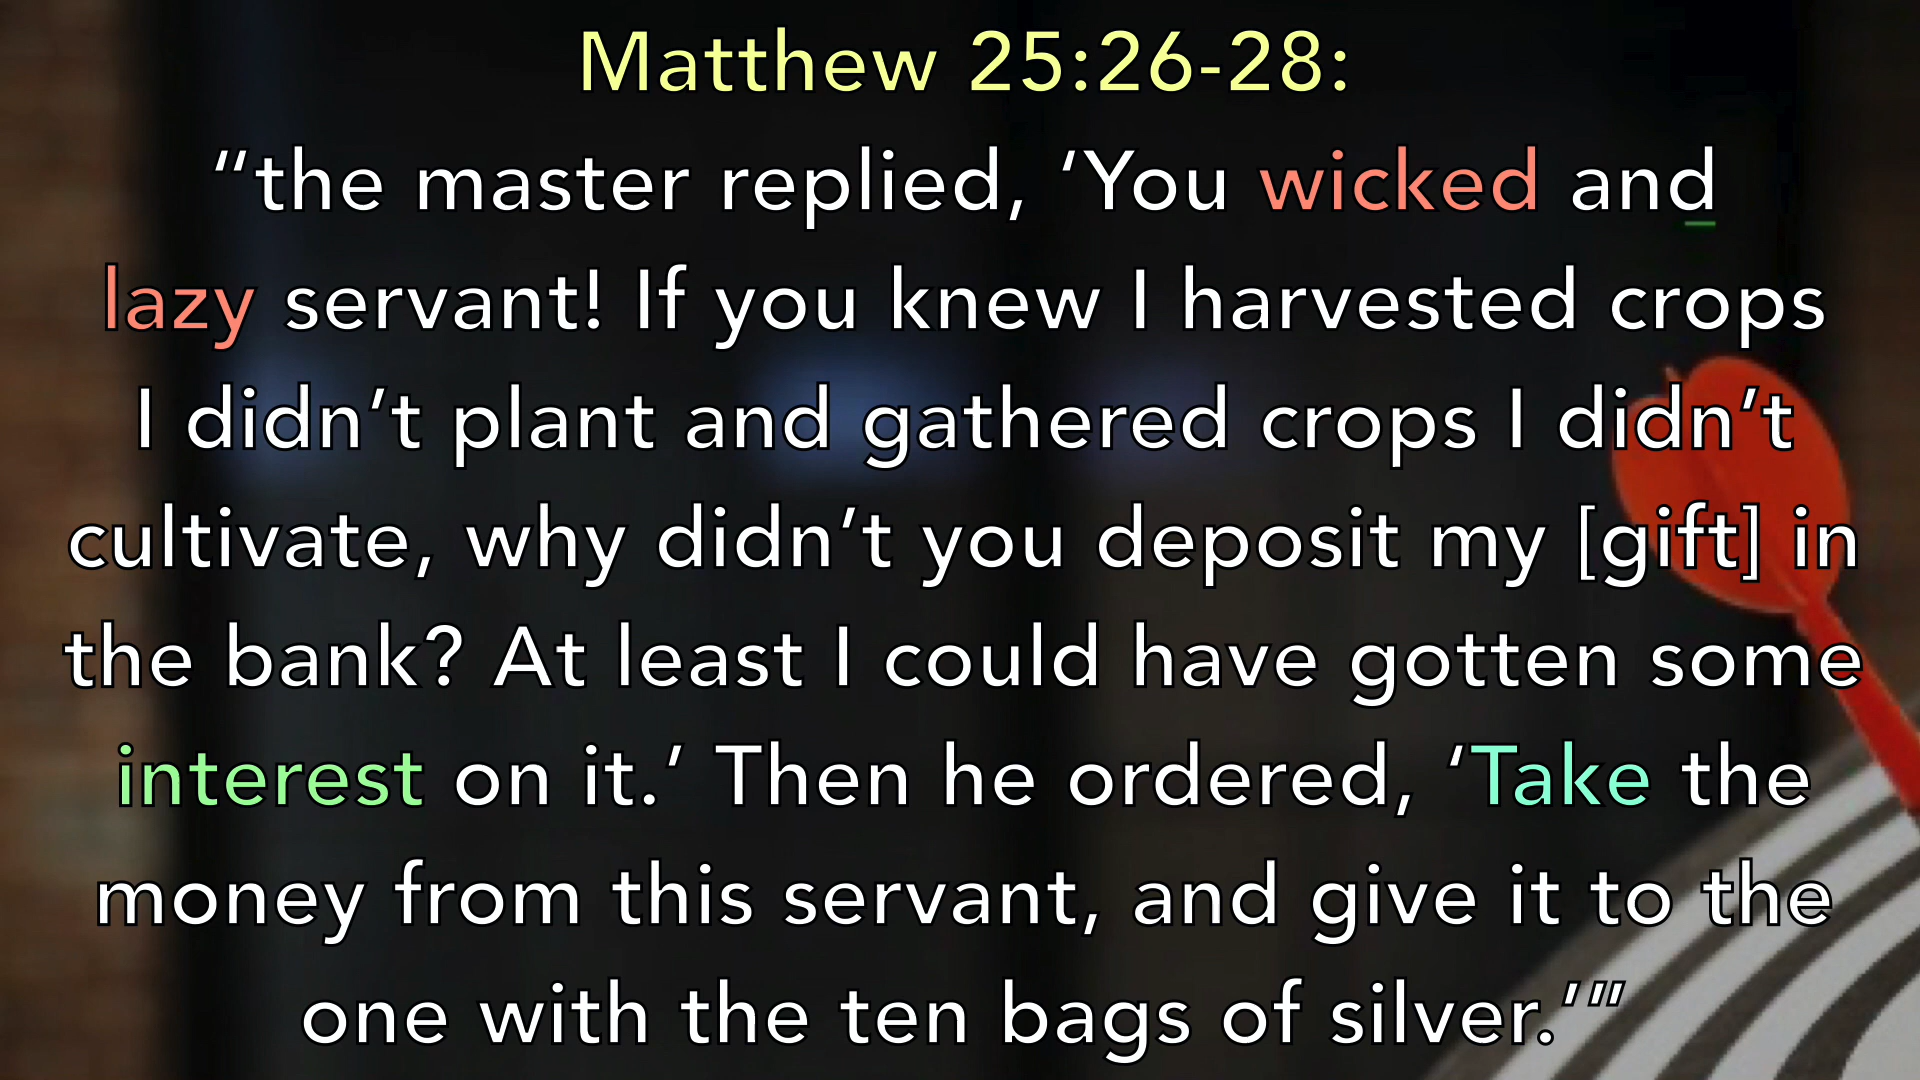 Matthew 25:26-28:
“the master replied, ‘You wicked and
lazy servant! If you knew I harvested crops
I didn’t plant and gathered crops I didn’t
cultivate, why didn’t you deposit my [gift] in
the bank? At least I could have gotten some
interest on it.’ Then he ordered, ‘Take the
money from this servant, and give it to the
one with the ten bags of silver.’”’